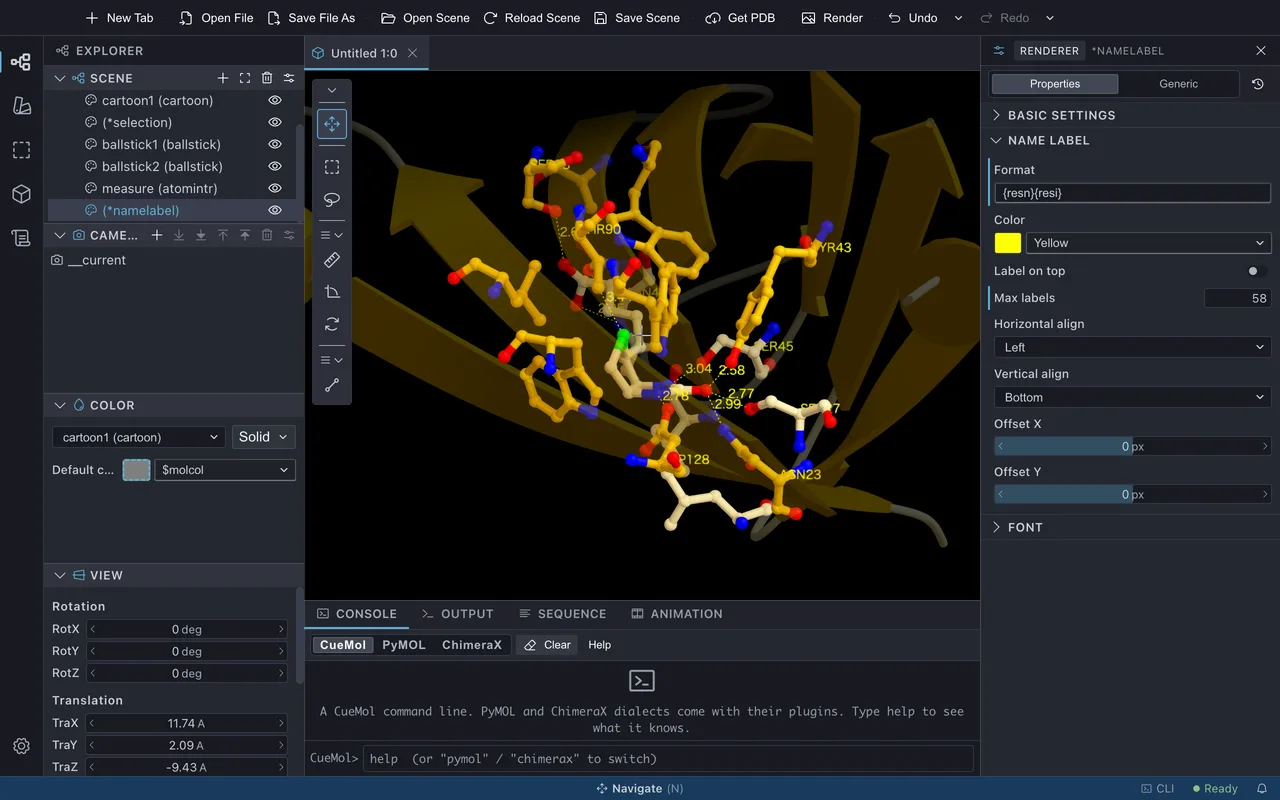 New Tab
Open File
Save File As
Open Scene
Reload Scene
Save Scene
Get PDB
Render
Undo
Redo
EXPLORER
SCENE
cartoon1 (cartoon)
(*selection)
ballstick1 (ballstick)
ballstick2 (ballstick)
measure (atomintr)
(*namelabel)
CAME...
__current
COLOR
cartoon1 (cartoon)
Solid
Default c...
$molcol
VIEW
Rotation
RotX
0 deg
RotY
0 deg
RotZ
0 deg
Translation
TraX
11.74 A
TraY
2.09 A
TraZ
-9.43 A
Untitled 1:0
YR43
ER45
3.04
2.58
2.77
2.99
2.78
P128
ASN23
CONSOLE
OUTPUT
SEQUENCE
ANIMATION
CueMol
PyMOL
ChimeraX
Clear
Help
A CueMol command line. PyMOL and ChimeraX dialects come with their plugins. Type help to see
what it knows.
CueMol>
help (or "pymol" / "chimerax" to switch)
RENDERER
*NAMELABEL
Properties
Generic
BASIC SETTINGS
NAME LABEL
Format
{resn}{resi}
Color
Yellow
Label on top
Max labels
58
Horizontal align
Left
Vertical align
Bottom
Offset X
0 px
Offset Y
0 px
FONT
Navigate (N)
CLI
Ready